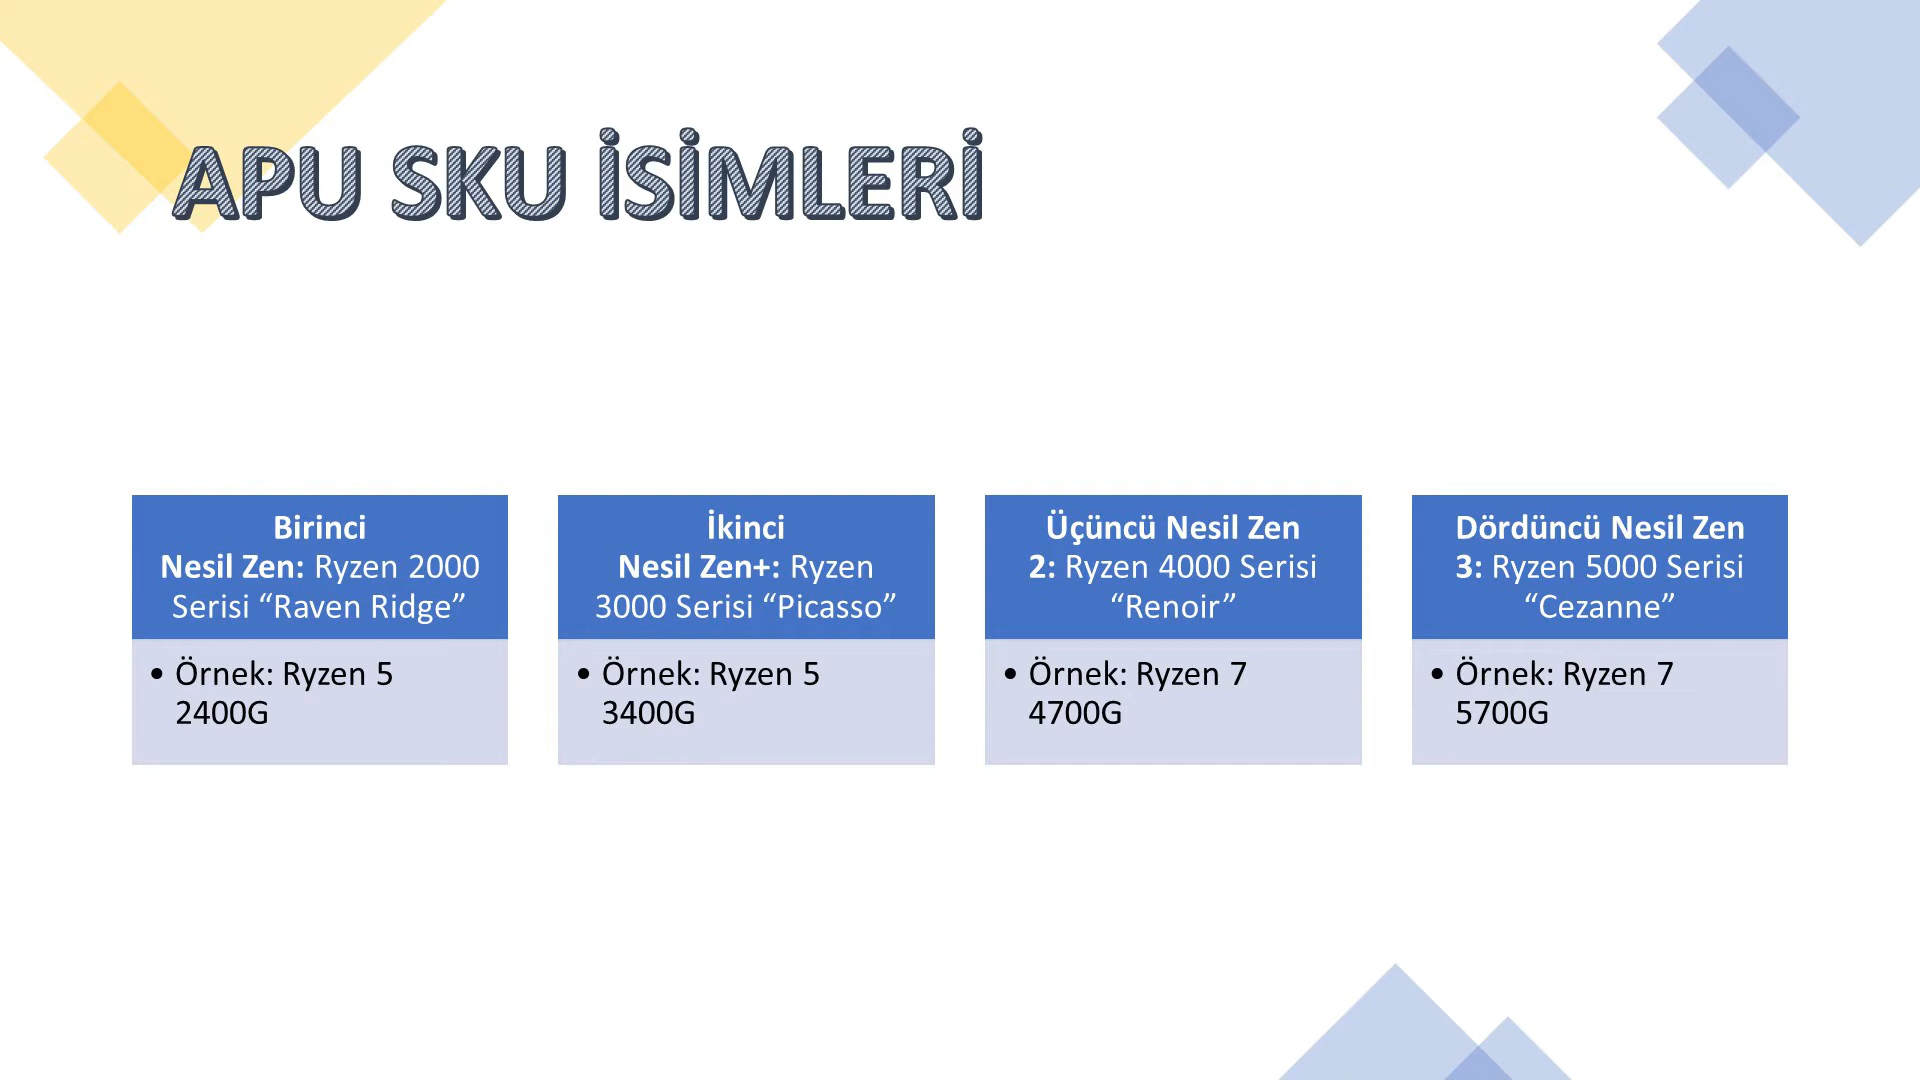 APU SKU İSİMLERİ
Birinci
Nesil Zen: Ryzen 2000
Serisi “Raven Ridge”
• Örnek: Ryzen 5
2400G
İkinci
Nesil Zen+: Ryzen
3000 Serisi “Picasso”
• Örnek: Ryzen 5
3400G
Üçüncü Nesil Zen
2: Ryzen 4000 Serisi
“Renoir”
• Örnek: Ryzen 7
4700G
Dördüncü Nesil Zen
3: Ryzen 5000 Serisi
“Cezanne”
• Örnek: Ryzen 7
5700G